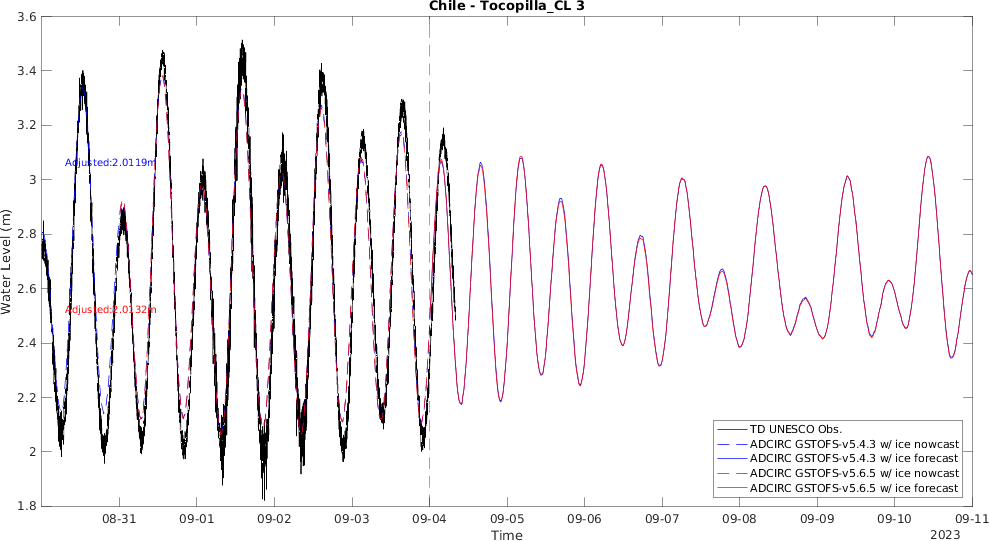 Chile - Tocopilla_CL 3
3.6
3.4
3.2
3
2.8
2.6
2.4
2.2
2
1.8
Water Level (m)
Adjusted:2.0119m
Adjusted:2.0132m
TD UNESCO Obs.
ADCIRC GSTOFS-v5.4.3 w/ ice nowcast
ADCIRC GSTOFS-v5.4.3 w/ ice forecast
ADCIRC GSTOFS-v5.6.5 w/ ice nowcast
ADCIRC GSTOFS-v5.6.5 w/ ice forecast
08-31 09-01 09-02 09-03 09-04 09-05 09-06 09-07 09-08 09-09 09-10 09-11
Time
2023